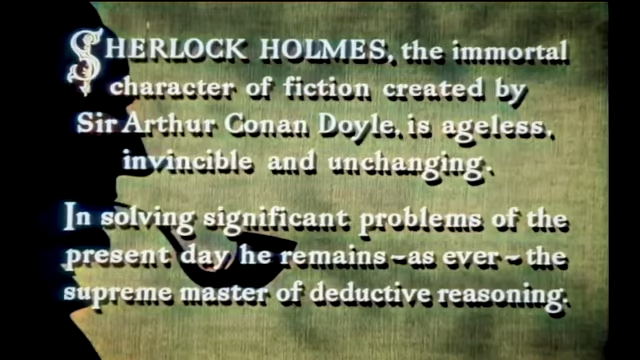 SHERLOCK HOLMES, the immortal
character of fiction created by
Sir Arthur Conan Doyle, is ageless,
invincible and unchanging.
In solving significant problems of the
present day he remains~as ever~the
supreme master of deductive reasoning.